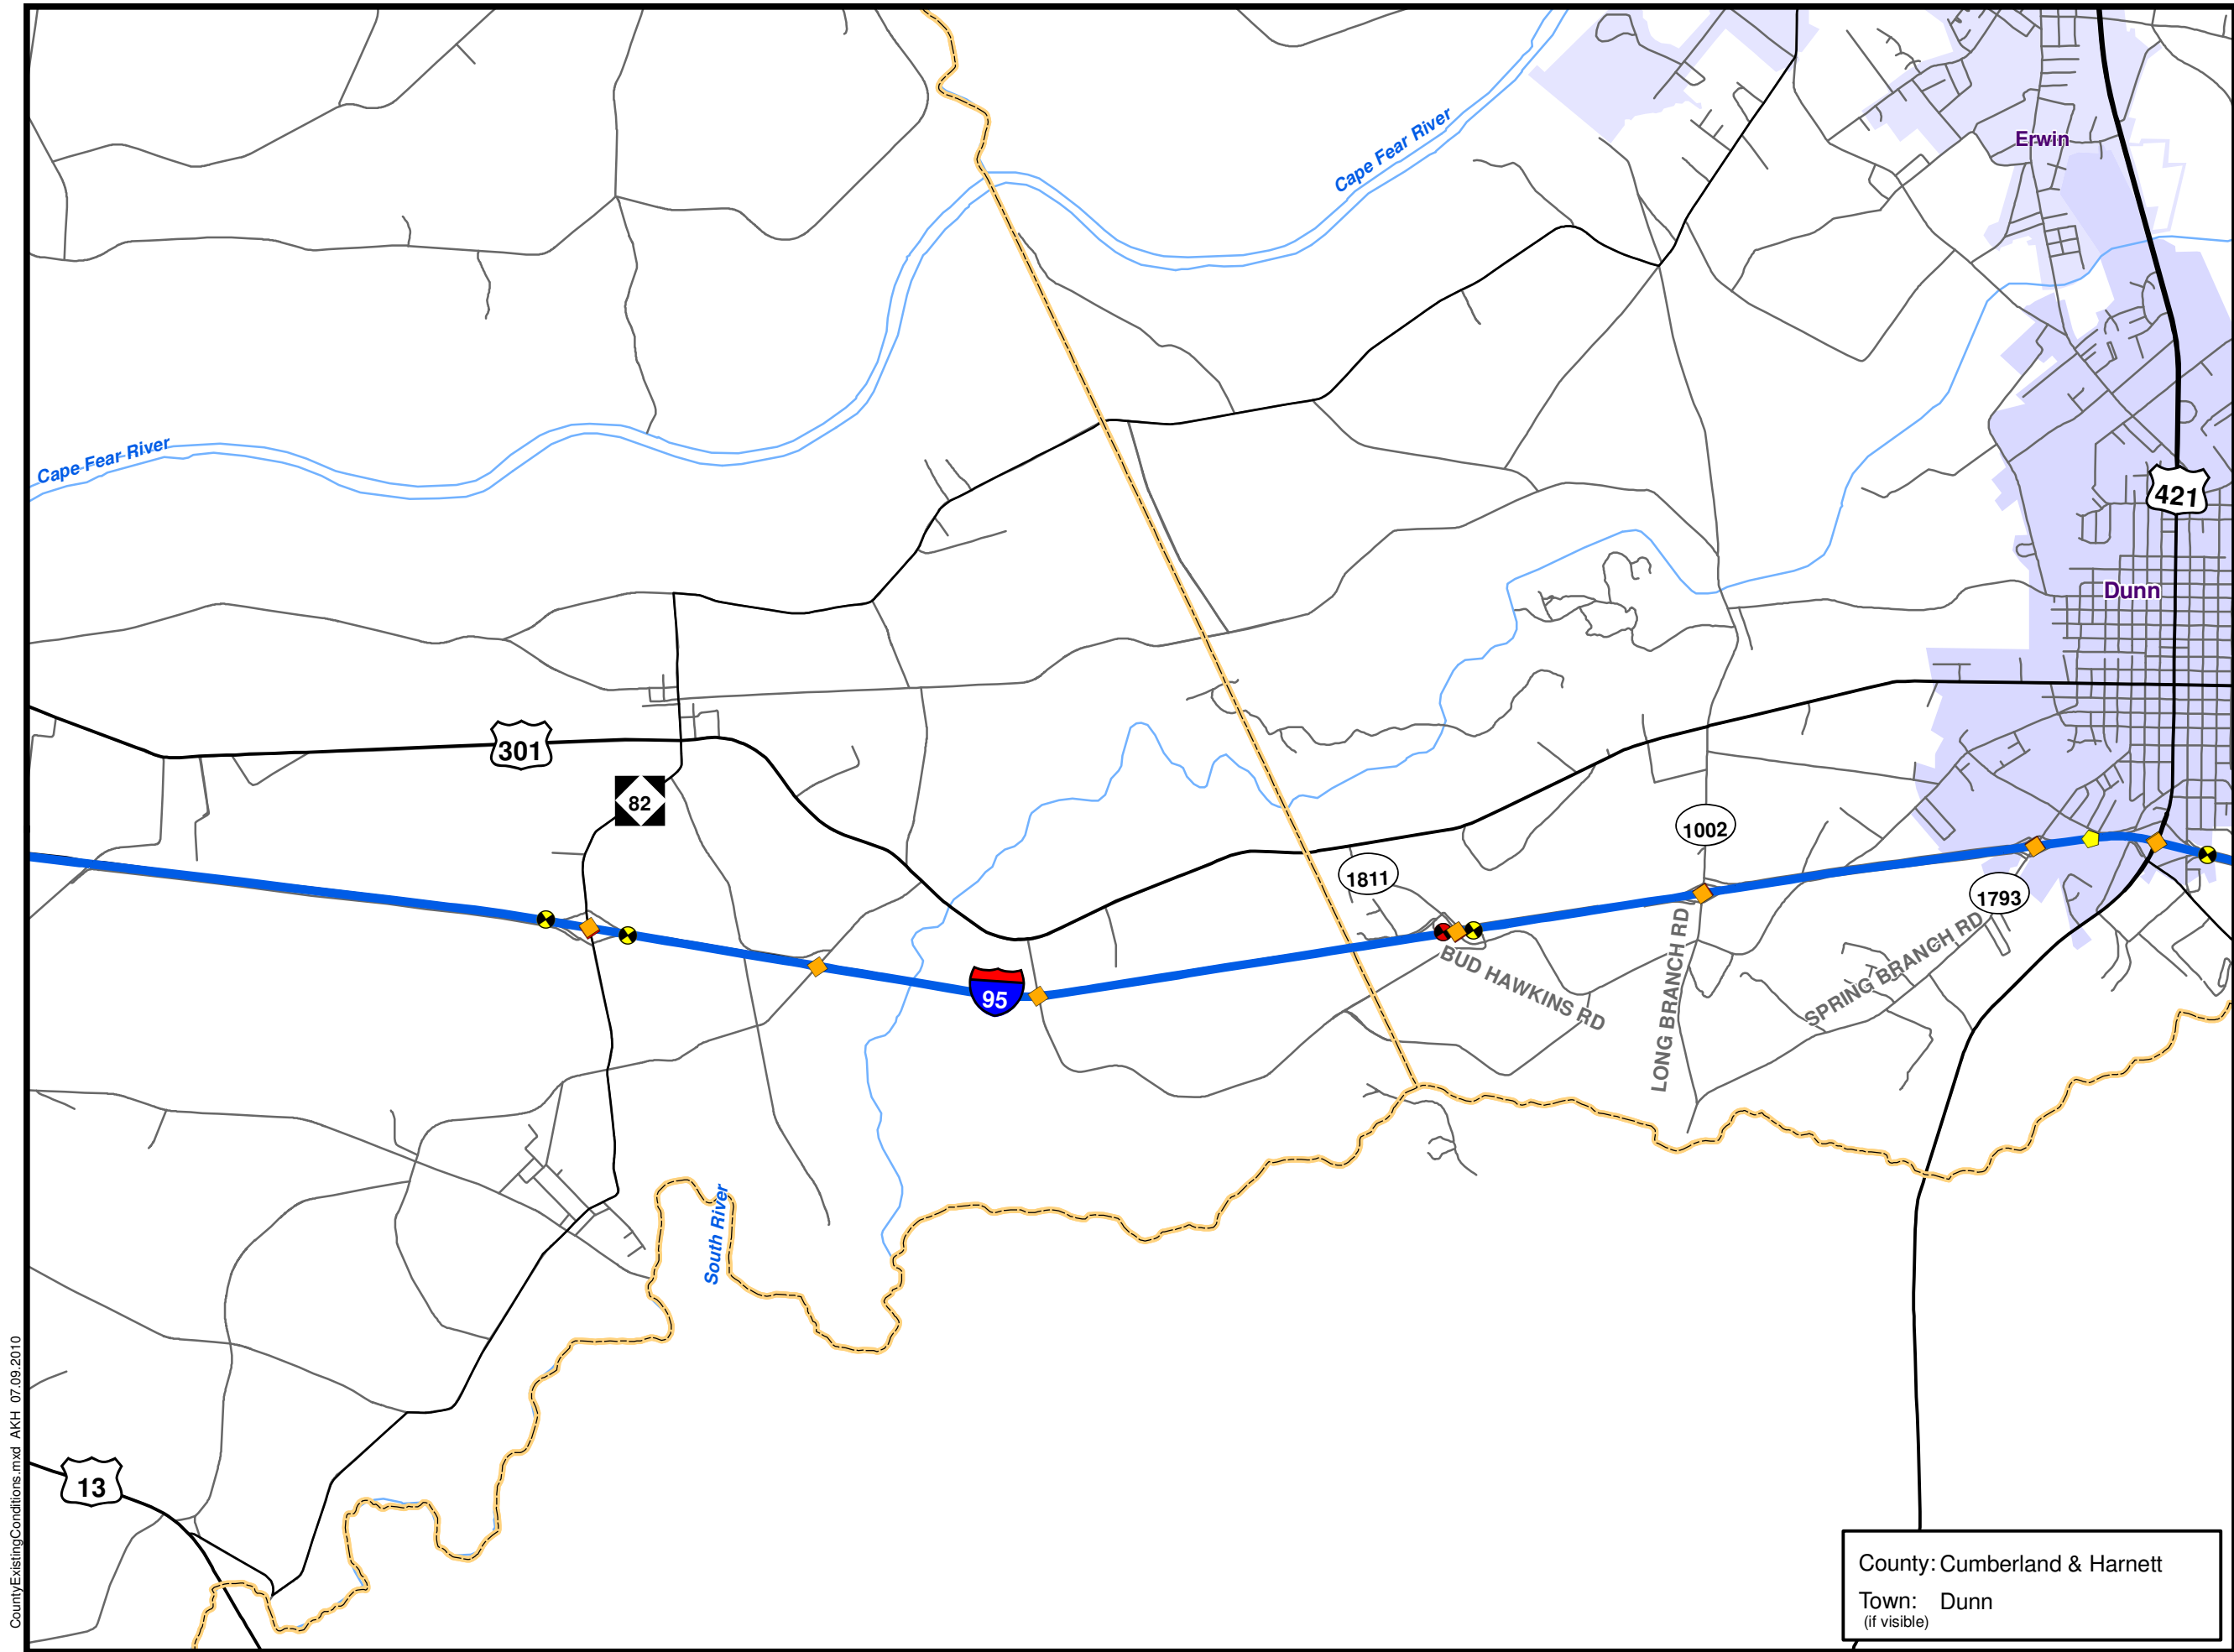 Cape Fear River
Erwin
Cape Fear River
421
Dunn
301
82
1002
1811
1793
95
BUD HAWKINS RD
LONG BRANCH RD
SPRING BRANCH RD
South River
13
County: Cumberland & Harnett
Town: Dunn
(if visible)
CountyExistingConditions.mxd AKH 07.09.2010